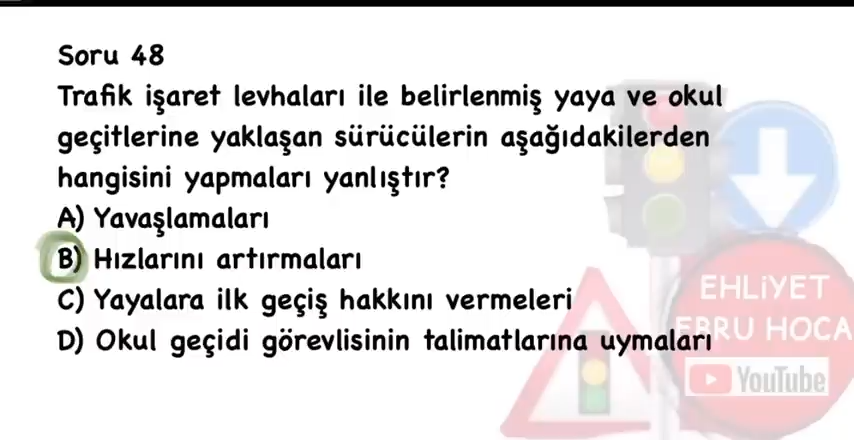 Soru 48
Trafik işaret levhaları ile belirlenmiş yaya ve okul
geçitlerine yaklaşan sürücülerin aşağıdakilerden
hangisini yapmaları yanlıştır?
A) Yavaşlamaları
B) Hızlarını artırmaları
C) Yayalara ilk geçiş hakkını vermeleri
D) Okul geçidi görevlisinin talimatlarına uymaları
EHLİYET
EBRU HOCA
YouTube